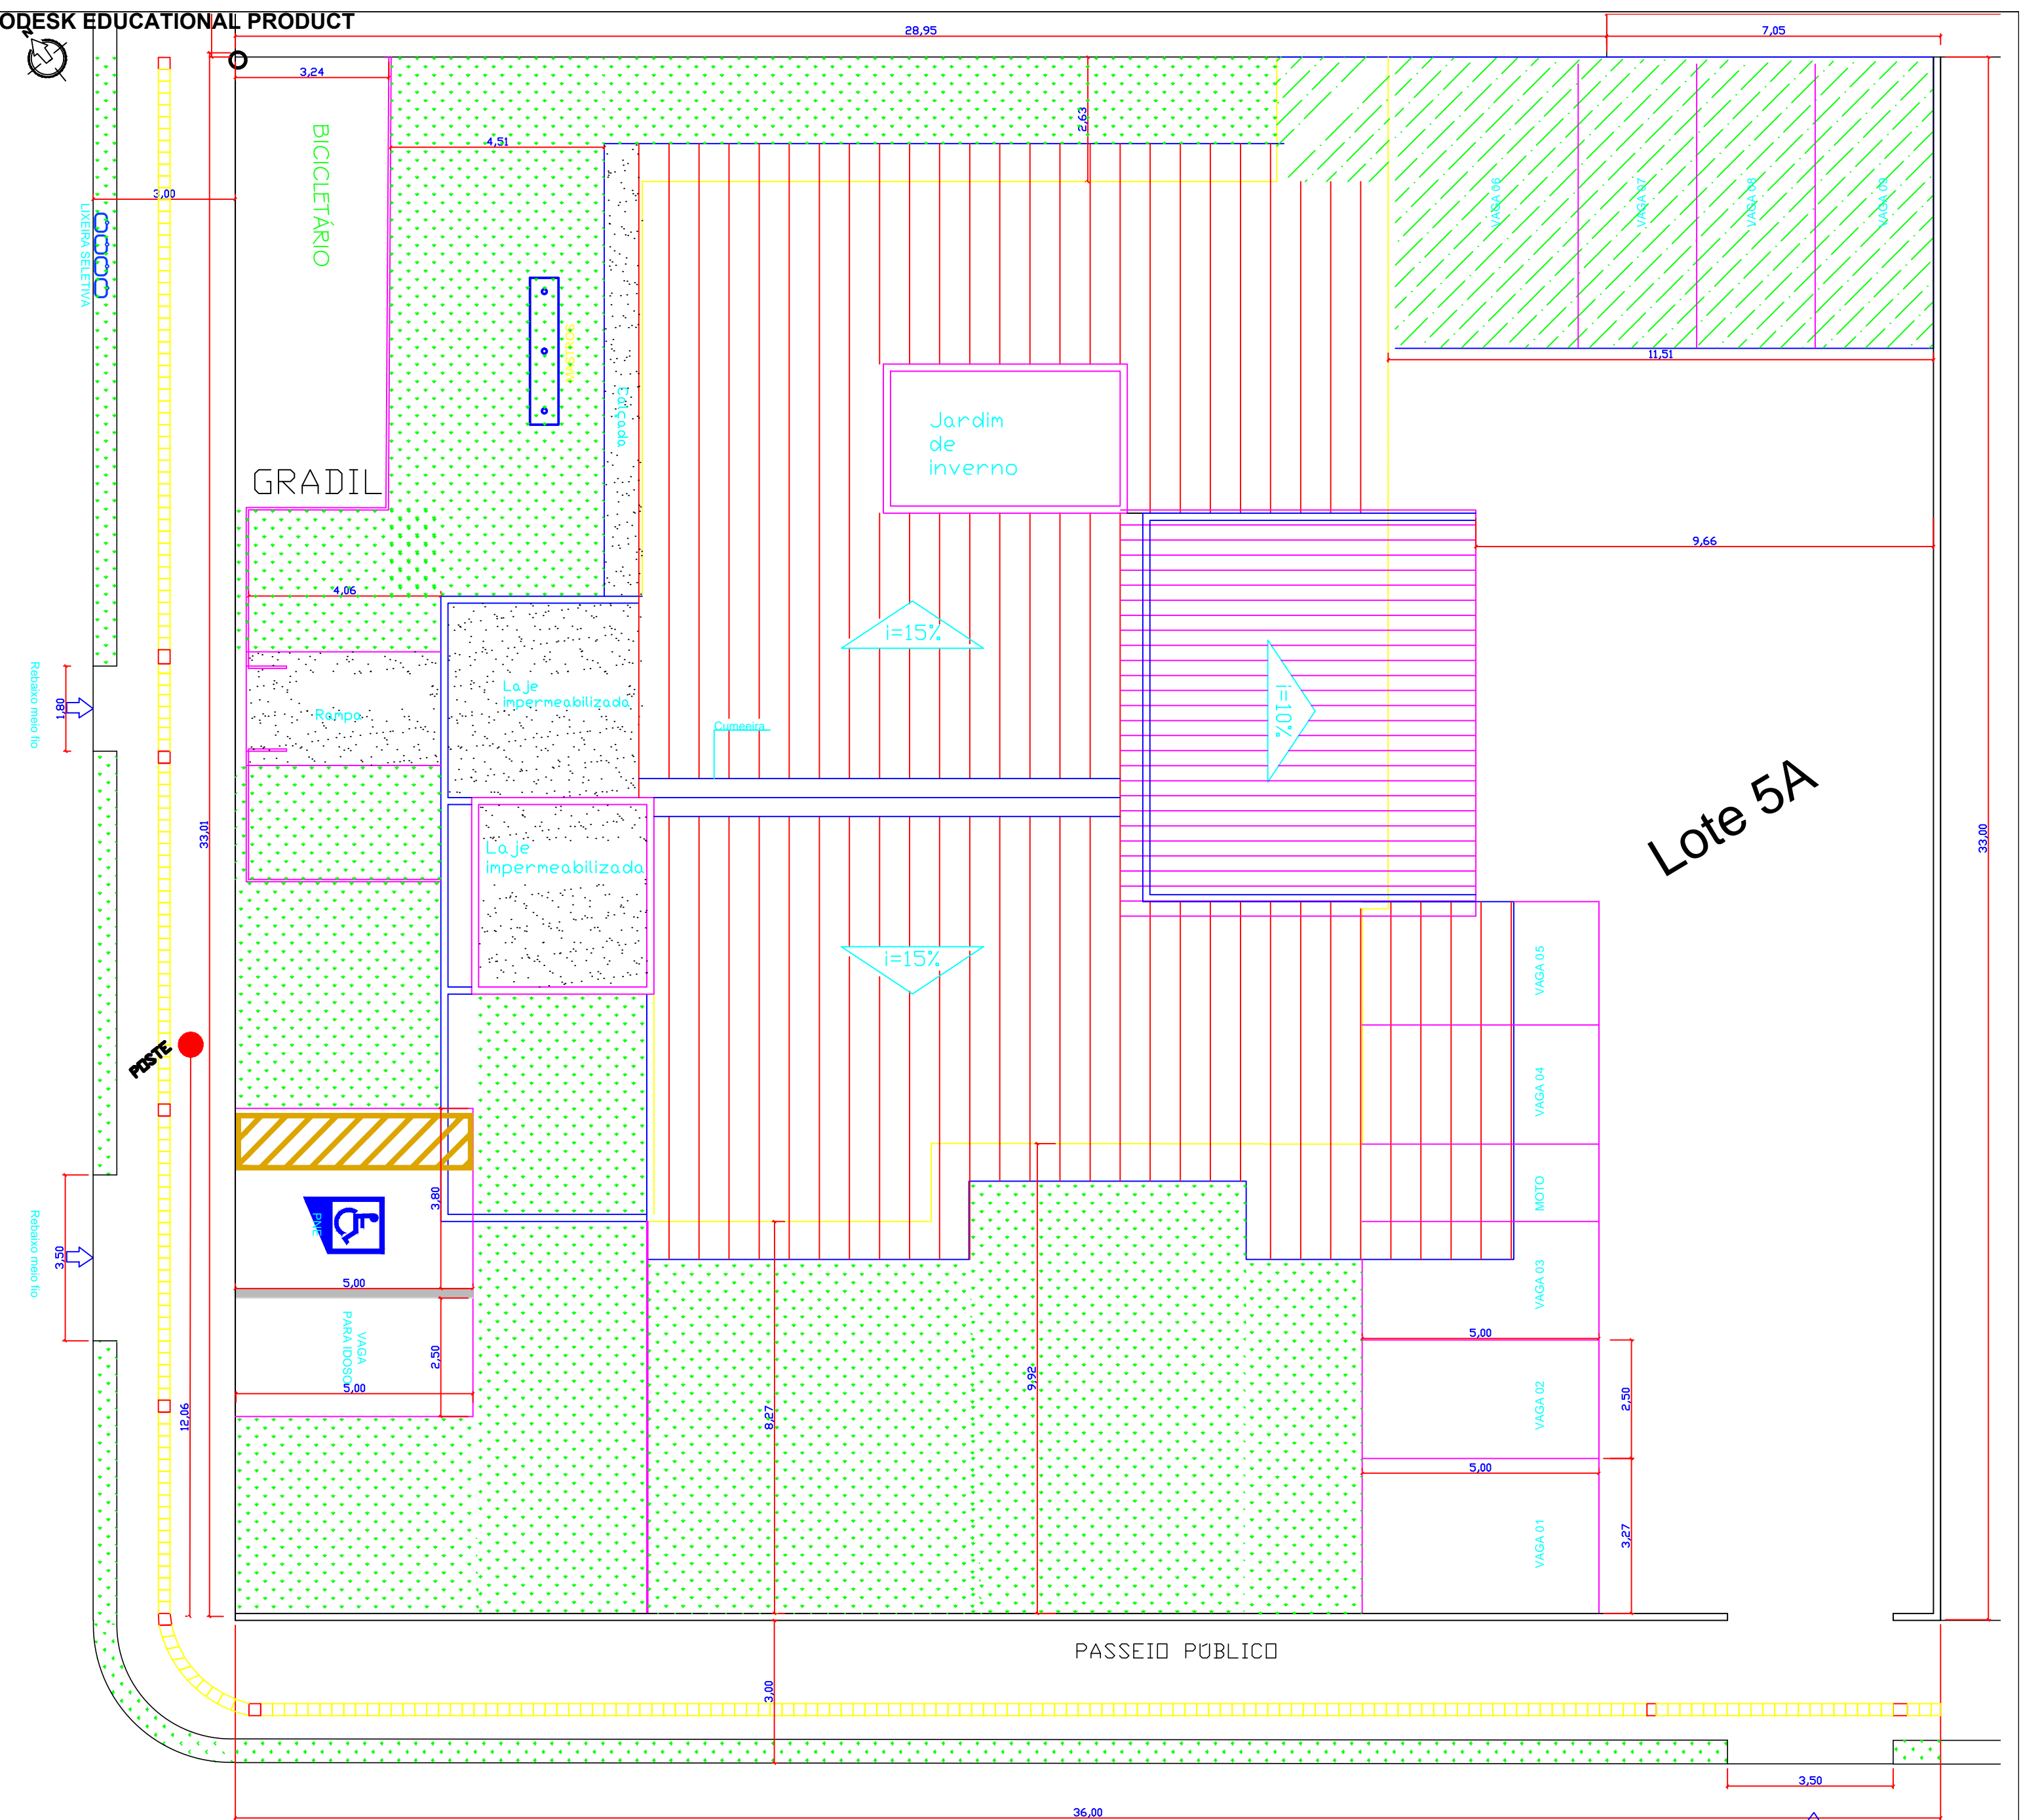 ODESK EDUCATIONAL PRODUCT
N
28,95
7,05
3,24
2,63
4,51
3,00
BICICLETÁRIO
LIXEIRA SELETIVA
VAGA 06
VAGA 07
VAGA 08
VAGA 09
11,51
MASTROS
Calçada
Jardim
de
inverno
GRADIL
9,66
4,06
i=15%
i=10%
Rebaixo meio fio
1,80
Rampa
Laje
impermeabilizada
Cumeeira
Lote 5A
33,01
33,00
Laje
impermeabilizada
i=15%
VAGA 05
POSTE
VAGA 04
MOTO
3,80
PNE
Rebaixo meio fio
3,50
5,00
VAGA 03
VAGA
PARA IDOSO
2,50
5,00
5,00
9,92
8,27
12,06
VAGA 02
2,50
5,00
VAGA 01
3,27
PASSEIO PÚBLICO
3,00
3,50
36,00